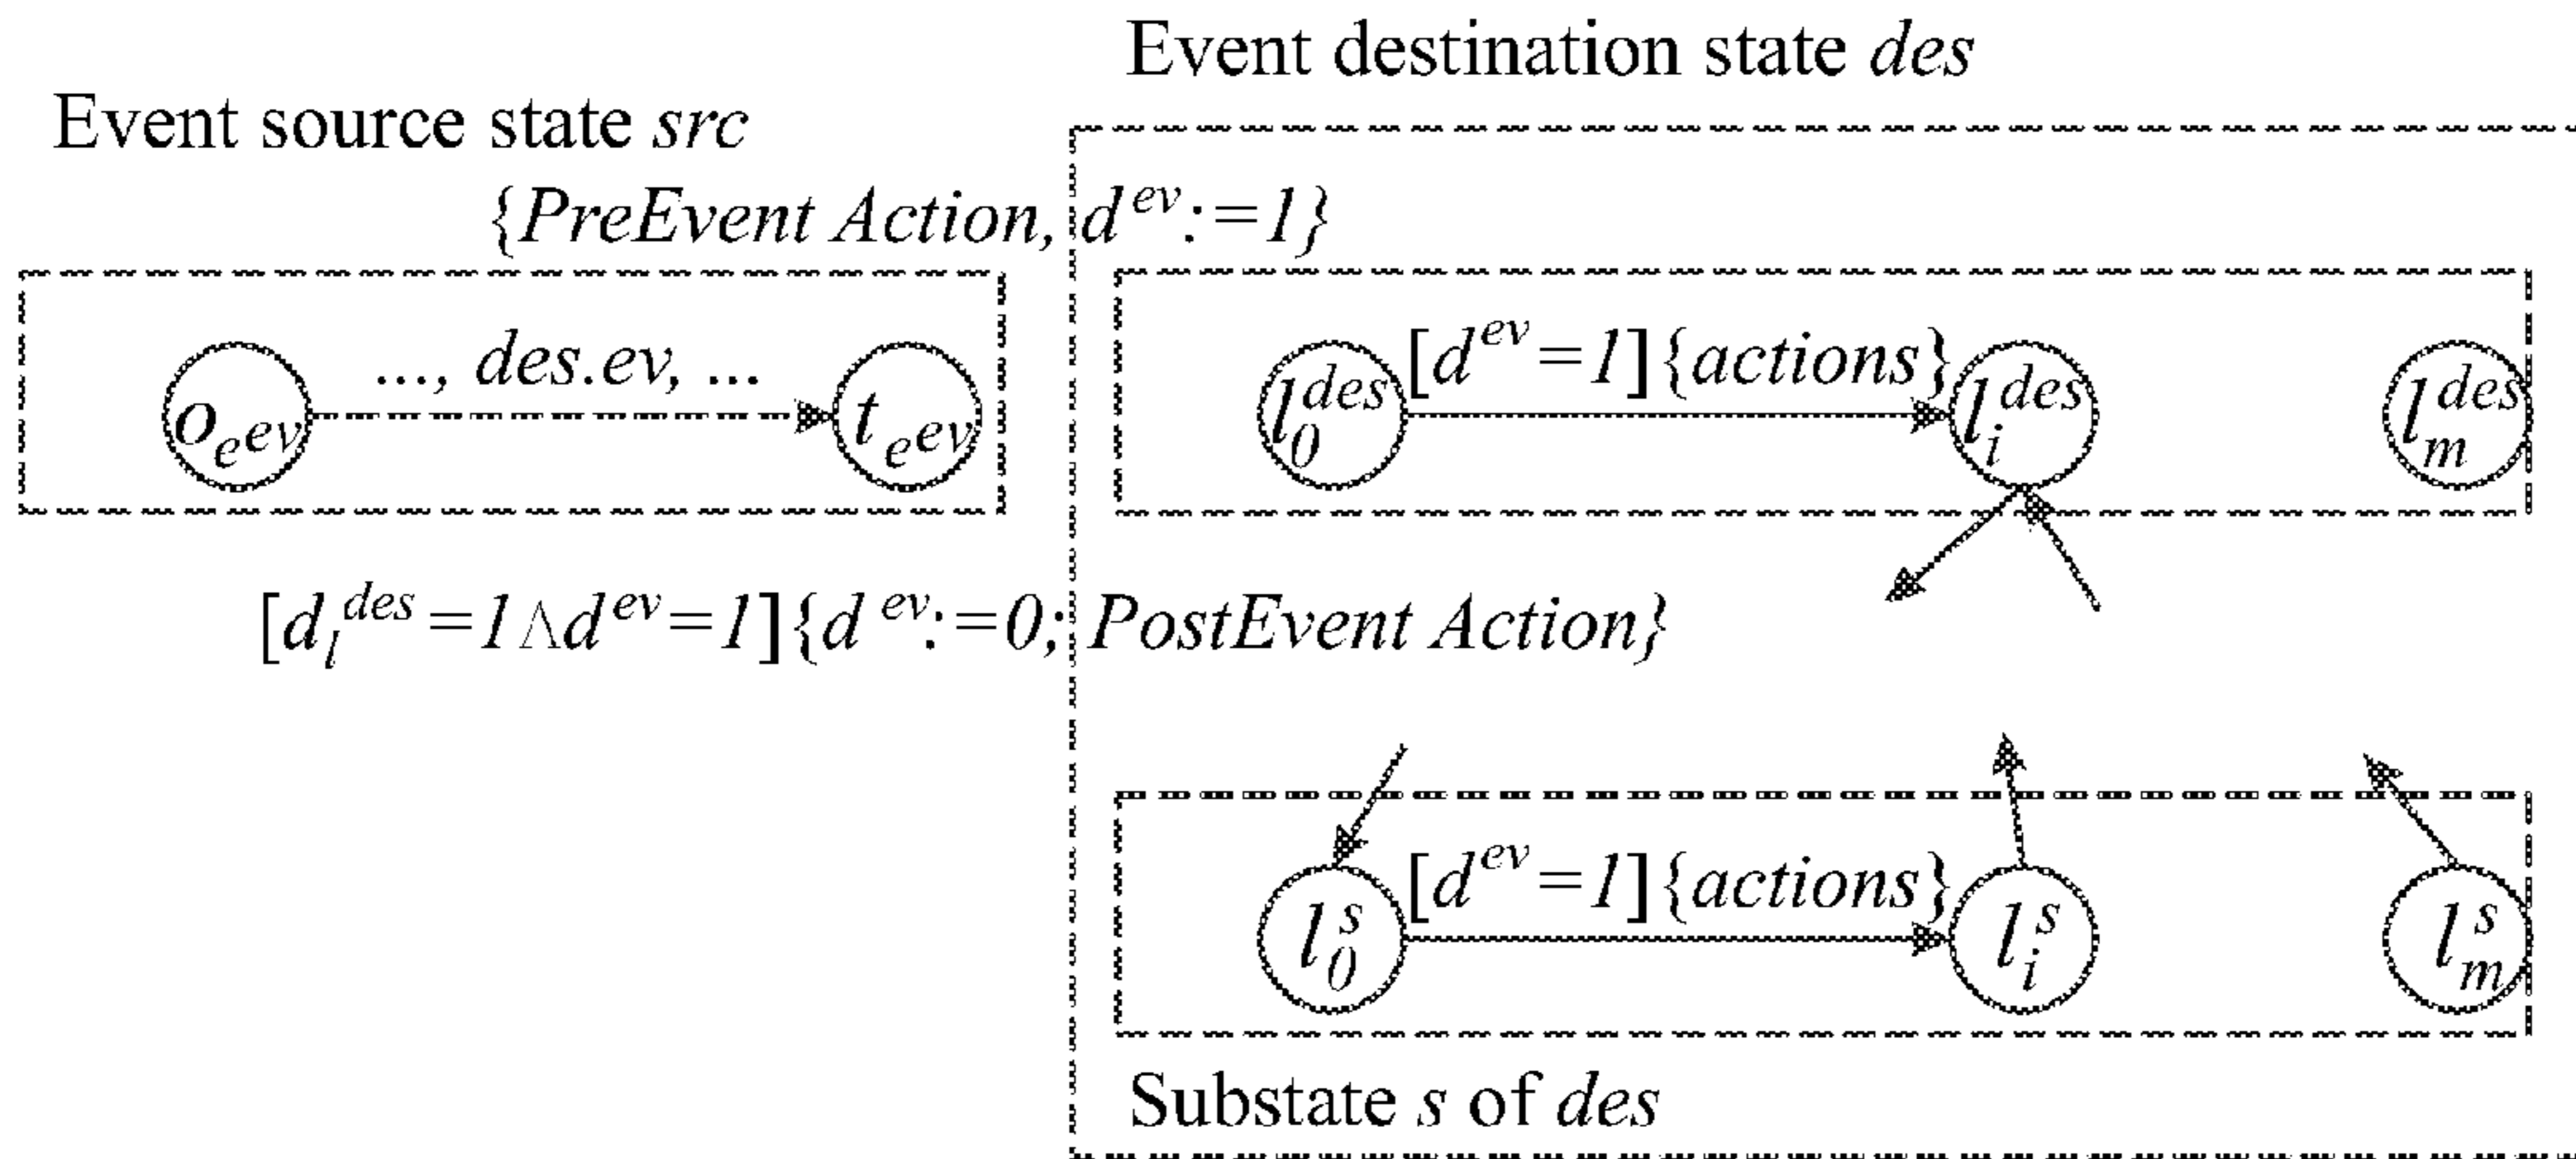 Event destination state des
Event source state src
{PreEvent Action, d^{ev}:=1}
..., des.ev, ...
o_{e^{ev}}
t_{e^{ev}}
[d^{ev}=1]{actions}
l_0^{des}
l_i^{des}
l_m^{des}
[d_l^{des}=1∧d^{ev}=1]{d^{ev}:=0; PostEvent Action}
[d^{ev}=1]{actions}
l_0^s
l_i^s
l_m^s
Substate s of des